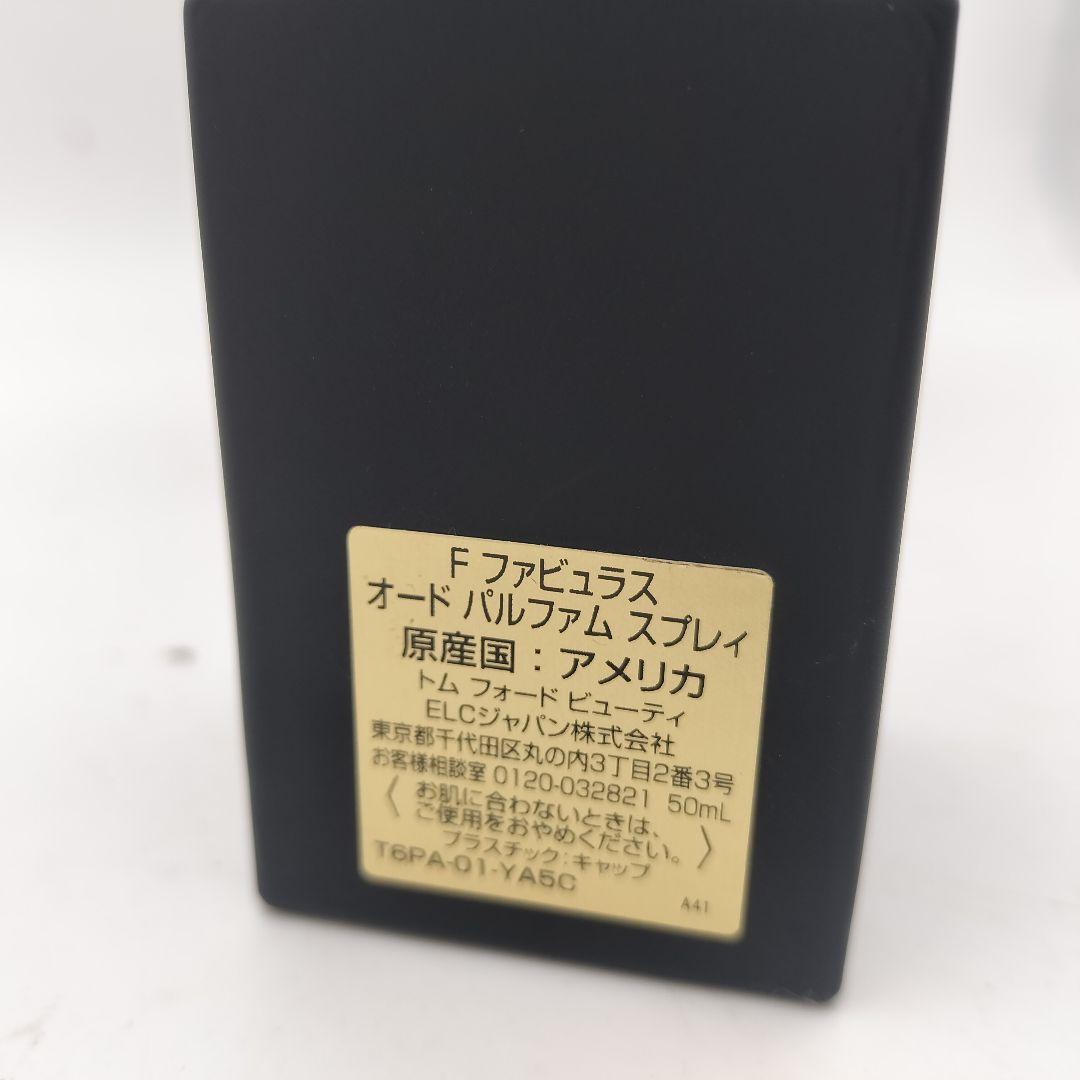 F ファビュラス
オード パルファム スプレィ
原産国：アメリカ
トム フォード ビューティ
ELCジャパン株式会社
東京都千代田区丸の内3丁目2番3号
お客様相談室 0120-032821 50mL
〈 お肌に合わないときは、
ご使用をおやめください。 〉
プラスチック：キャップ
T6PA-01-YA5C
A41